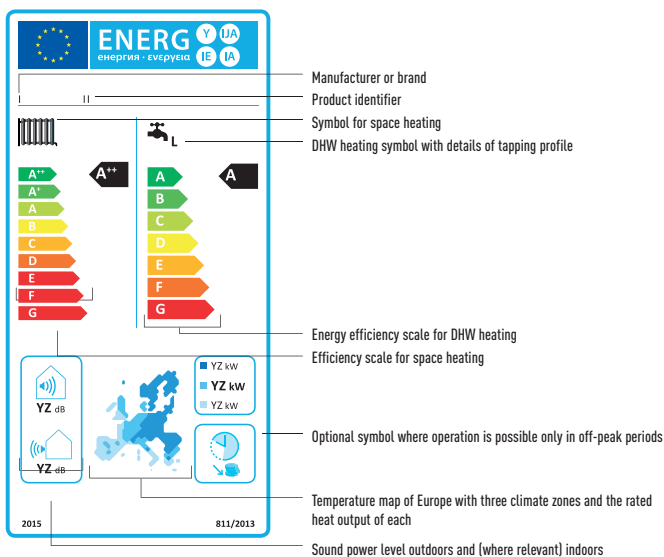 ENERG Y IJA
енергия · ενεργεια IE IA
Manufacturer or brand
I II
Product identifier
Symbol for space heating
L
DHW heating symbol with details of tapping profile
A++ A++
A+
A
B
C
D
E
F
G
A A
B
C
D
E
F
G
Energy efficiency scale for DHW heating
Efficiency scale for space heating
YZ dB
YZ dB
YZ kW
YZ kW
YZ kW
Optional symbol where operation is possible only in off-peak periods
Temperature map of Europe with three climate zones and the rated
heat output of each
2015 811/2013
Sound power level outdoors and (where relevant) indoors